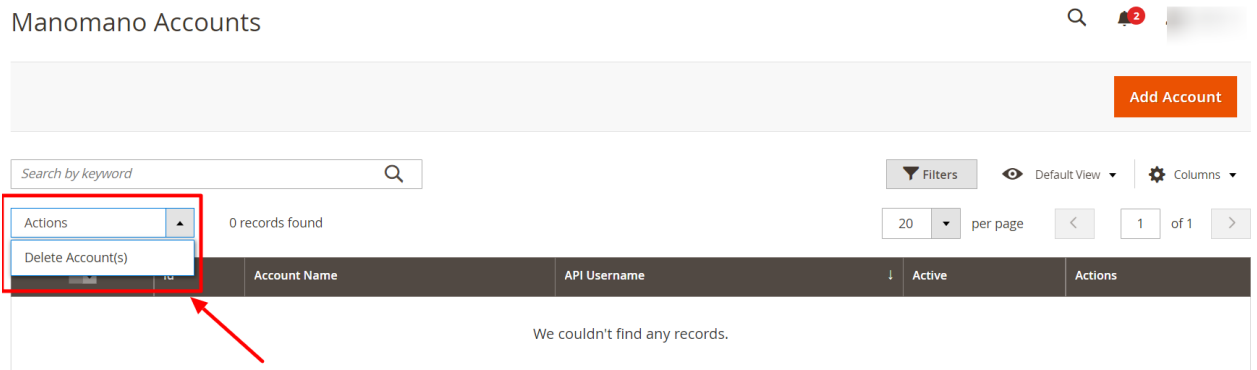 Manomano Accounts
2
Add Account
Search by keyword
Filters
Default View
Columns
Actions
0 records found
20
per page
1
of 1
Delete Account(s)
Id
Account Name
API Username
Active
Actions
We couldn't find any records.